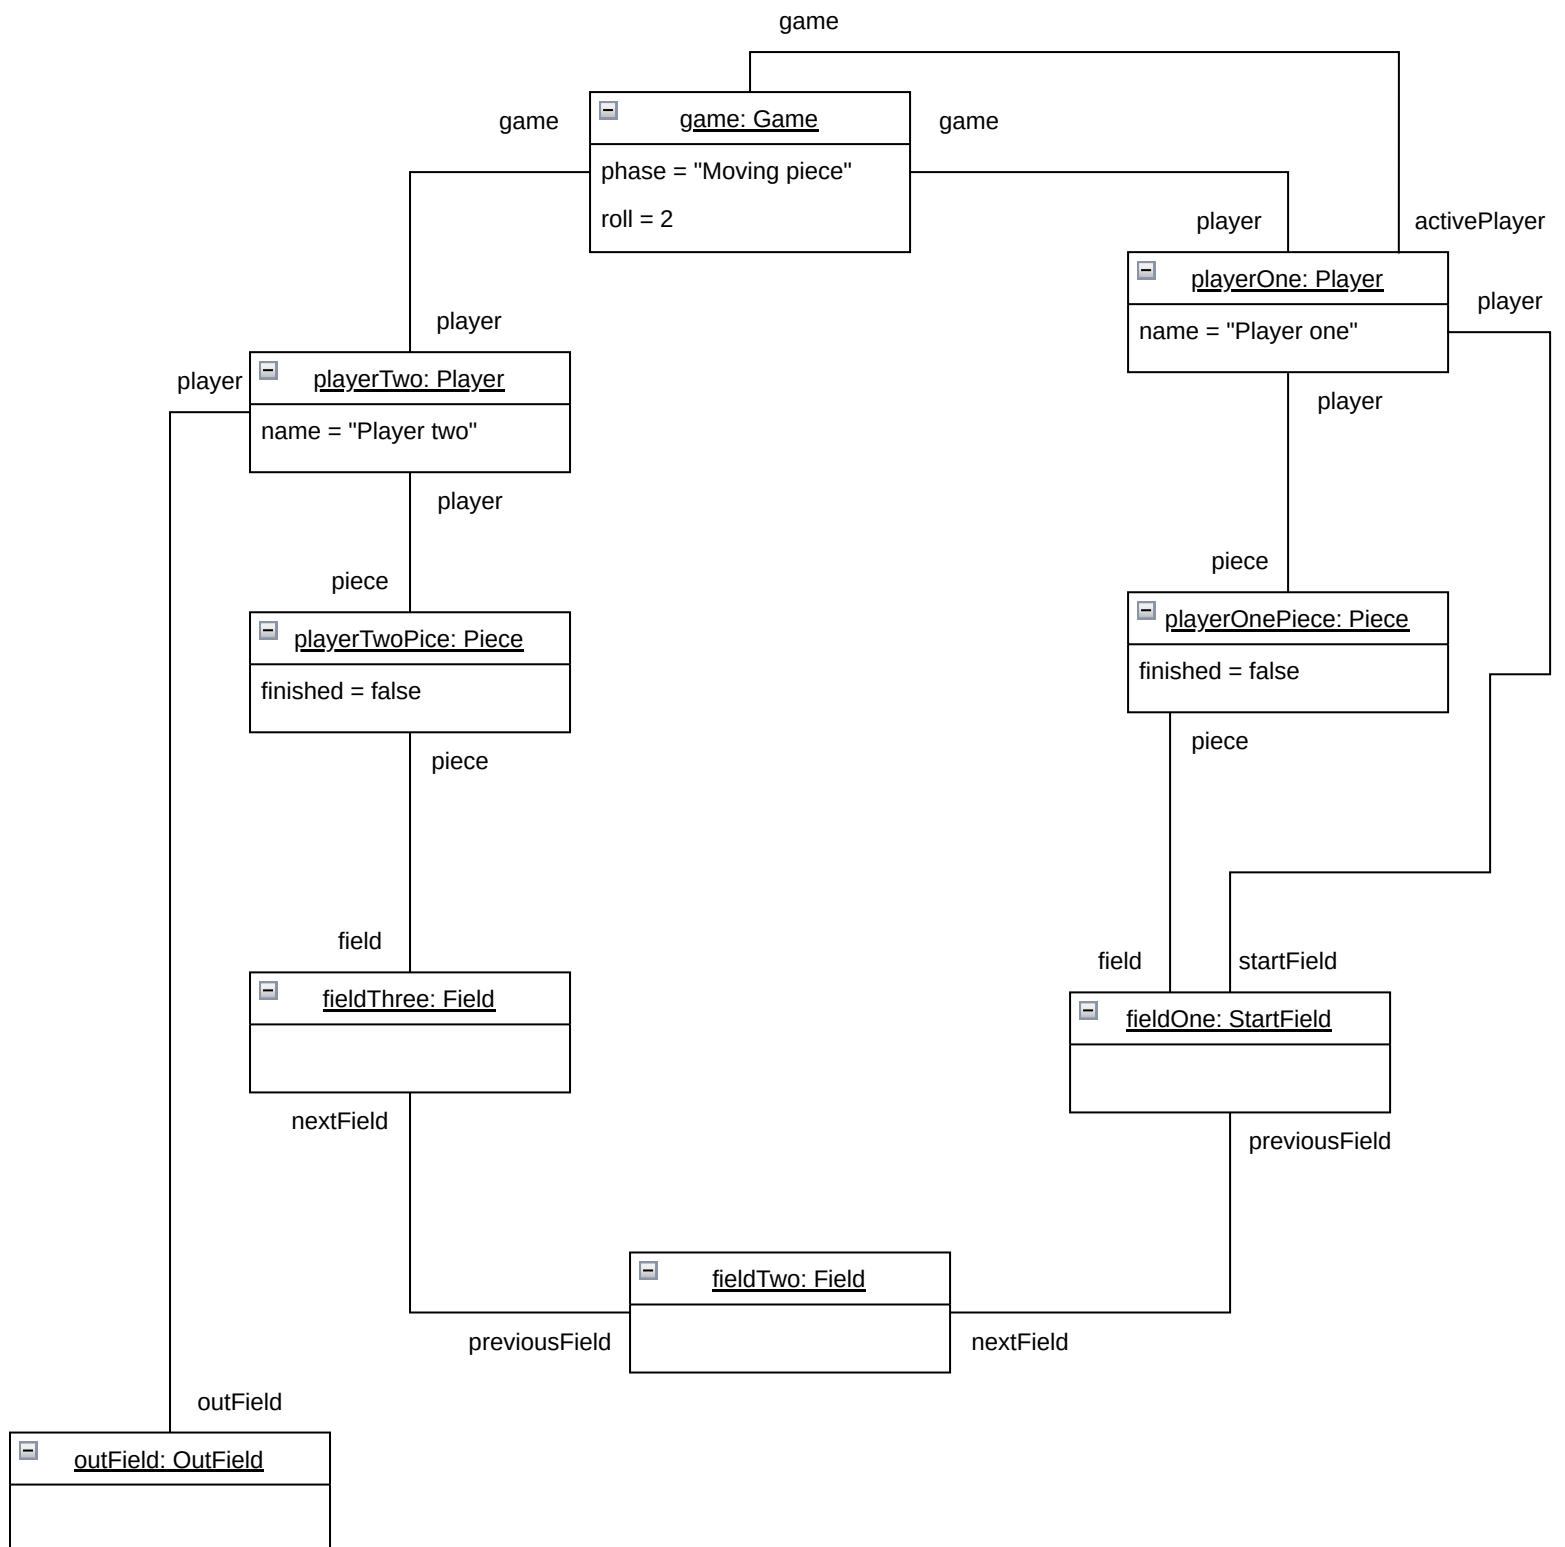 game
game
game: Game
game
phase = "Moving piece"
roll = 2
player
activePlayer
playerOne: Player
player
name = "Player one"
player
player
playerTwo: Player
player
name = "Player two"
player
piece
piece
playerOnePiece: Piece
playerTwoPice: Piece
finished = false
finished = false
piece
piece
field
field
startField
fieldThree: Field
fieldOne: StartField
nextField
previousField
fieldTwo: Field
previousField
nextField
outField
outField: OutField